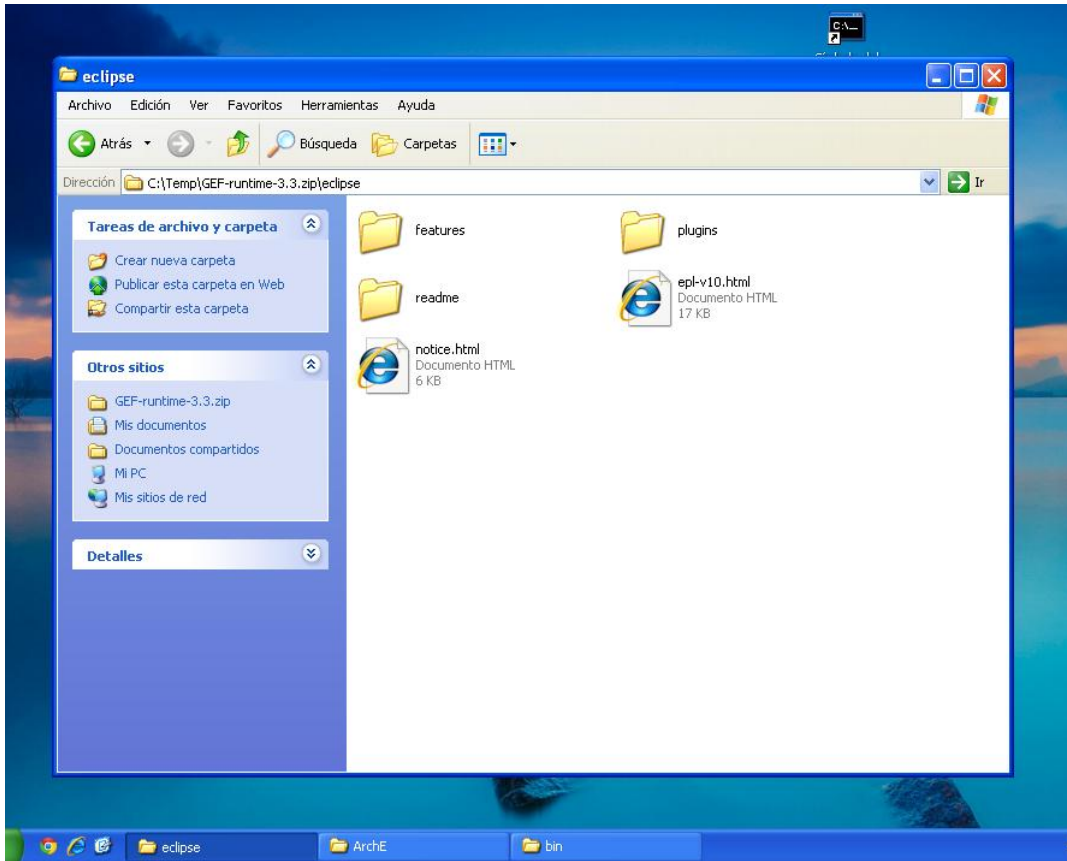 C:\_
eclipse
Archivo Edición Ver Favoritos Herramientas Ayuda
Atrás Búsqueda Carpetas
Dirección C:\Temp\GEF-runtime-3.3.zip\eclipse Ir
Tareas de archivo y carpeta
Crear nueva carpeta
Publicar esta carpeta en Web
Compartir esta carpeta
Otros sitios
GEF-runtime-3.3.zip
Mis documentos
Documentos compartidos
Mi PC
Mis sitios de red
Detalles
features
plugins
readme
epl-v10.html
Documento HTML
17 KB
notice.html
Documento HTML
6 KB
eclipse ArchE bin